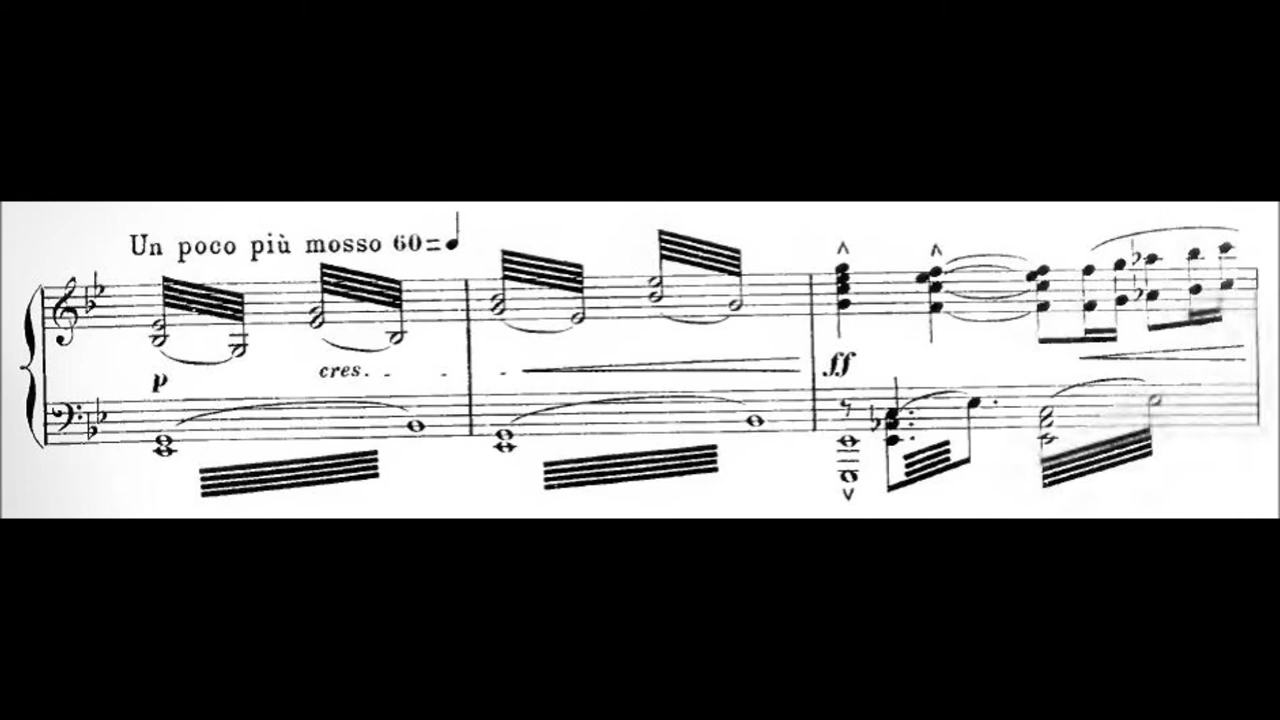 Un poco più mosso 60=♩
p
cres. - - -
ff